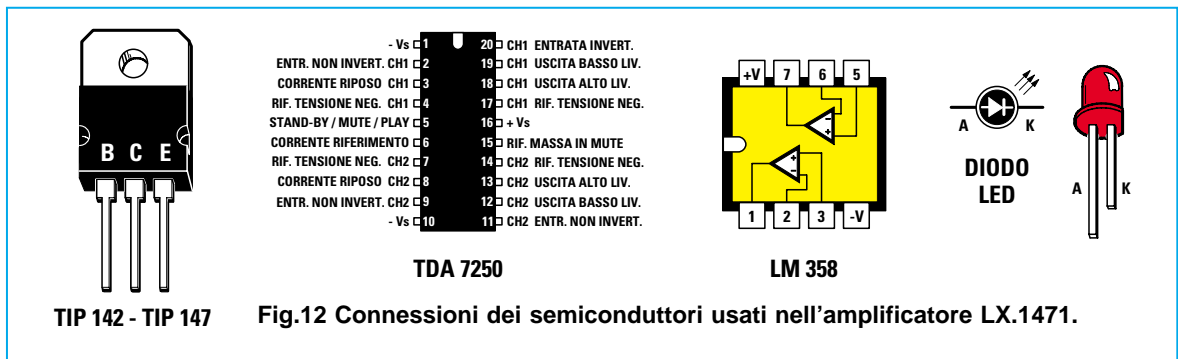 B C E
TIP 142 - TIP 147
- Vs 1
ENTR. NON INVERT. CH1 2
CORRENTE RIPOSO CH1 3
RIF. TENSIONE NEG. CH1 4
STAND-BY / MUTE / PLAY 5
CORRENTE RIFERIMENTO 6
RIF. TENSIONE NEG. CH2 7
CORRENTE RIPOSO CH2 8
ENTR. NON INVERT. CH2 9
- Vs 10
20 CH1 ENTRATA INVERT.
19 CH1 USCITA BASSO LIV.
18 CH1 USCITA ALTO LIV.
17 CH1 RIF. TENSIONE NEG.
16 + Vs
15 RIF. MASSA IN MUTE
14 CH2 RIF. TENSIONE NEG.
13 CH2 USCITA ALTO LIV.
12 CH2 USCITA BASSO LIV.
11 CH2 ENTR. NON INVERT.
TDA 7250
+V 7 6 5
1 2 3 -V
LM 358
A K
DIODO
LED
A K
Fig.12 Connessioni dei semiconduttori usati nell'amplificatore LX.1471.